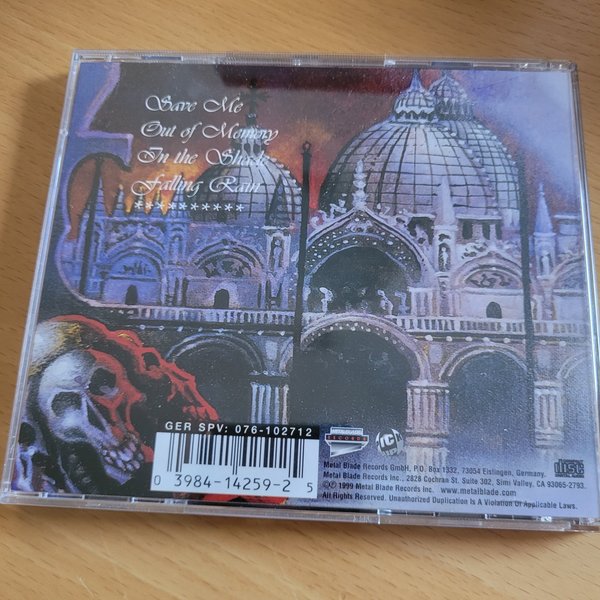 Save Me
Out of Memory
In the Shade
Falling Rain
**********
GER SPV: 076-102712
0 3984-14259-2 5
RECORDS
Metal Blade Records GmbH, P.O. Box 1332, 73054 Eislingen, Germany.
Metal Blade Records Inc., 2828 Cochran St. Suite 302, Simi Valley, CA 93065-2793.
©℗ 1999 Metal Blade Records Inc. www.metalblade.com
All Rights Reserved. Unauthorized Duplication Is A Violation Of Applicable Laws.
disc